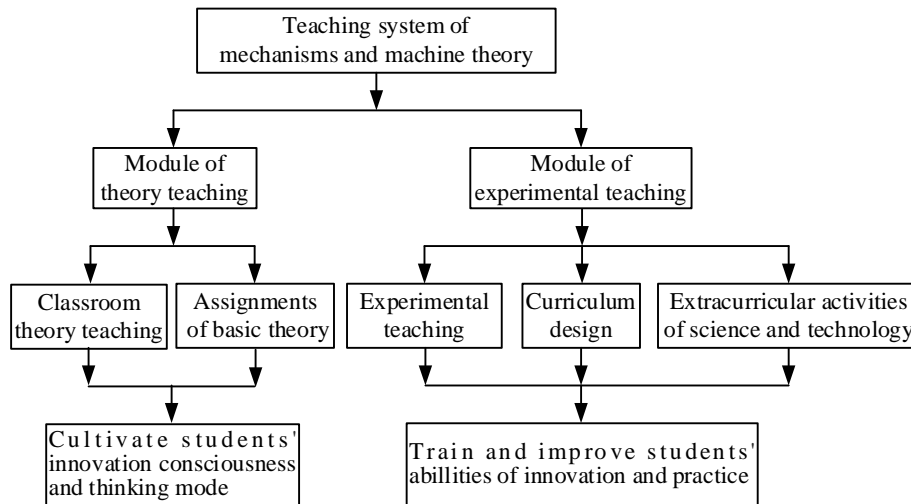 Teaching system of
mechanisms and machine theory
Module of
theory teaching
Module of
experimental teaching
Classroom
theory teaching
Assignments
of basic theory
Experimental
teaching
Curriculum
design
Extracurricular activities
of science and technology
Cultivate students'
innovation consciousness
and thinking mode
Train and improve students'
abillities of innovation and practice